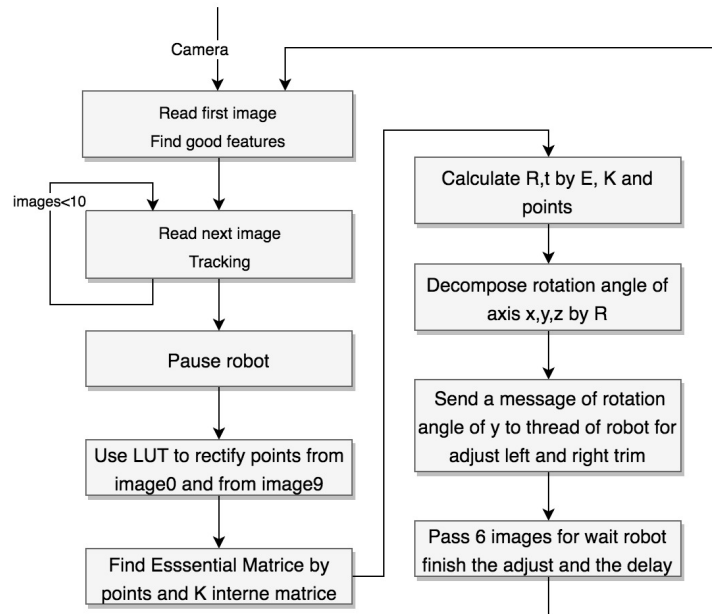 Camera
Read first image
Find good features
images<10
Read next image
Tracking
Pause robot
Use LUT to rectify points from
image0 and from image9
Find Esssential Matrice by
points and K interne matrice
Calculate R,t by E, K and
points
Decompose rotation angle of
axis x,y,z by R
Send a message of rotation
angle of y to thread of robot for
adjust left and right trim
Pass 6 images for wait robot
finish the adjust and the delay